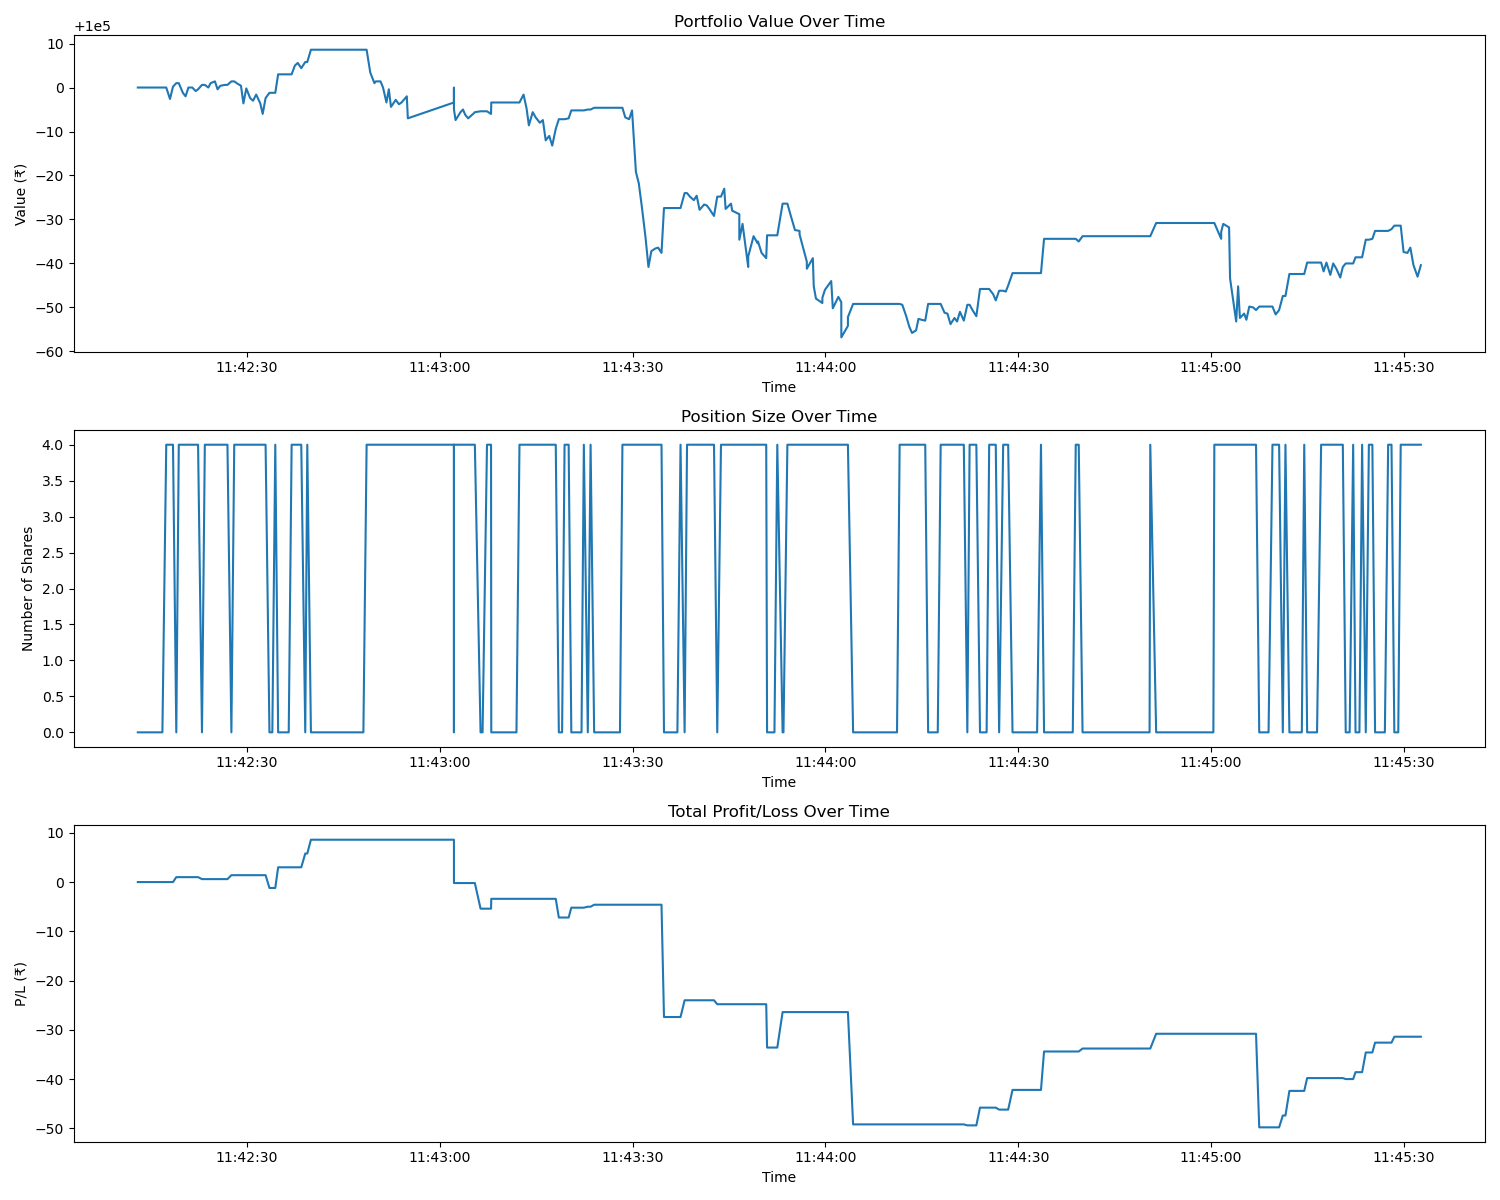 Portfolio Value Over Time
+1e5
10
0
−10
−20
−30
−40
−50
−60
Value (₹)
11:42:30 11:43:00 11:43:30 11:44:00 11:44:30 11:45:00 11:45:30
Time
Position Size Over Time
4.0
3.5
3.0
2.5
2.0
1.5
1.0
0.5
0.0
Number of Shares
11:42:30 11:43:00 11:43:30 11:44:00 11:44:30 11:45:00 11:45:30
Time
Total Profit/Loss Over Time
10
0
−10
−20
−30
−40
−50
P/L (₹)
11:42:30 11:43:00 11:43:30 11:44:00 11:44:30 11:45:00 11:45:30
Time